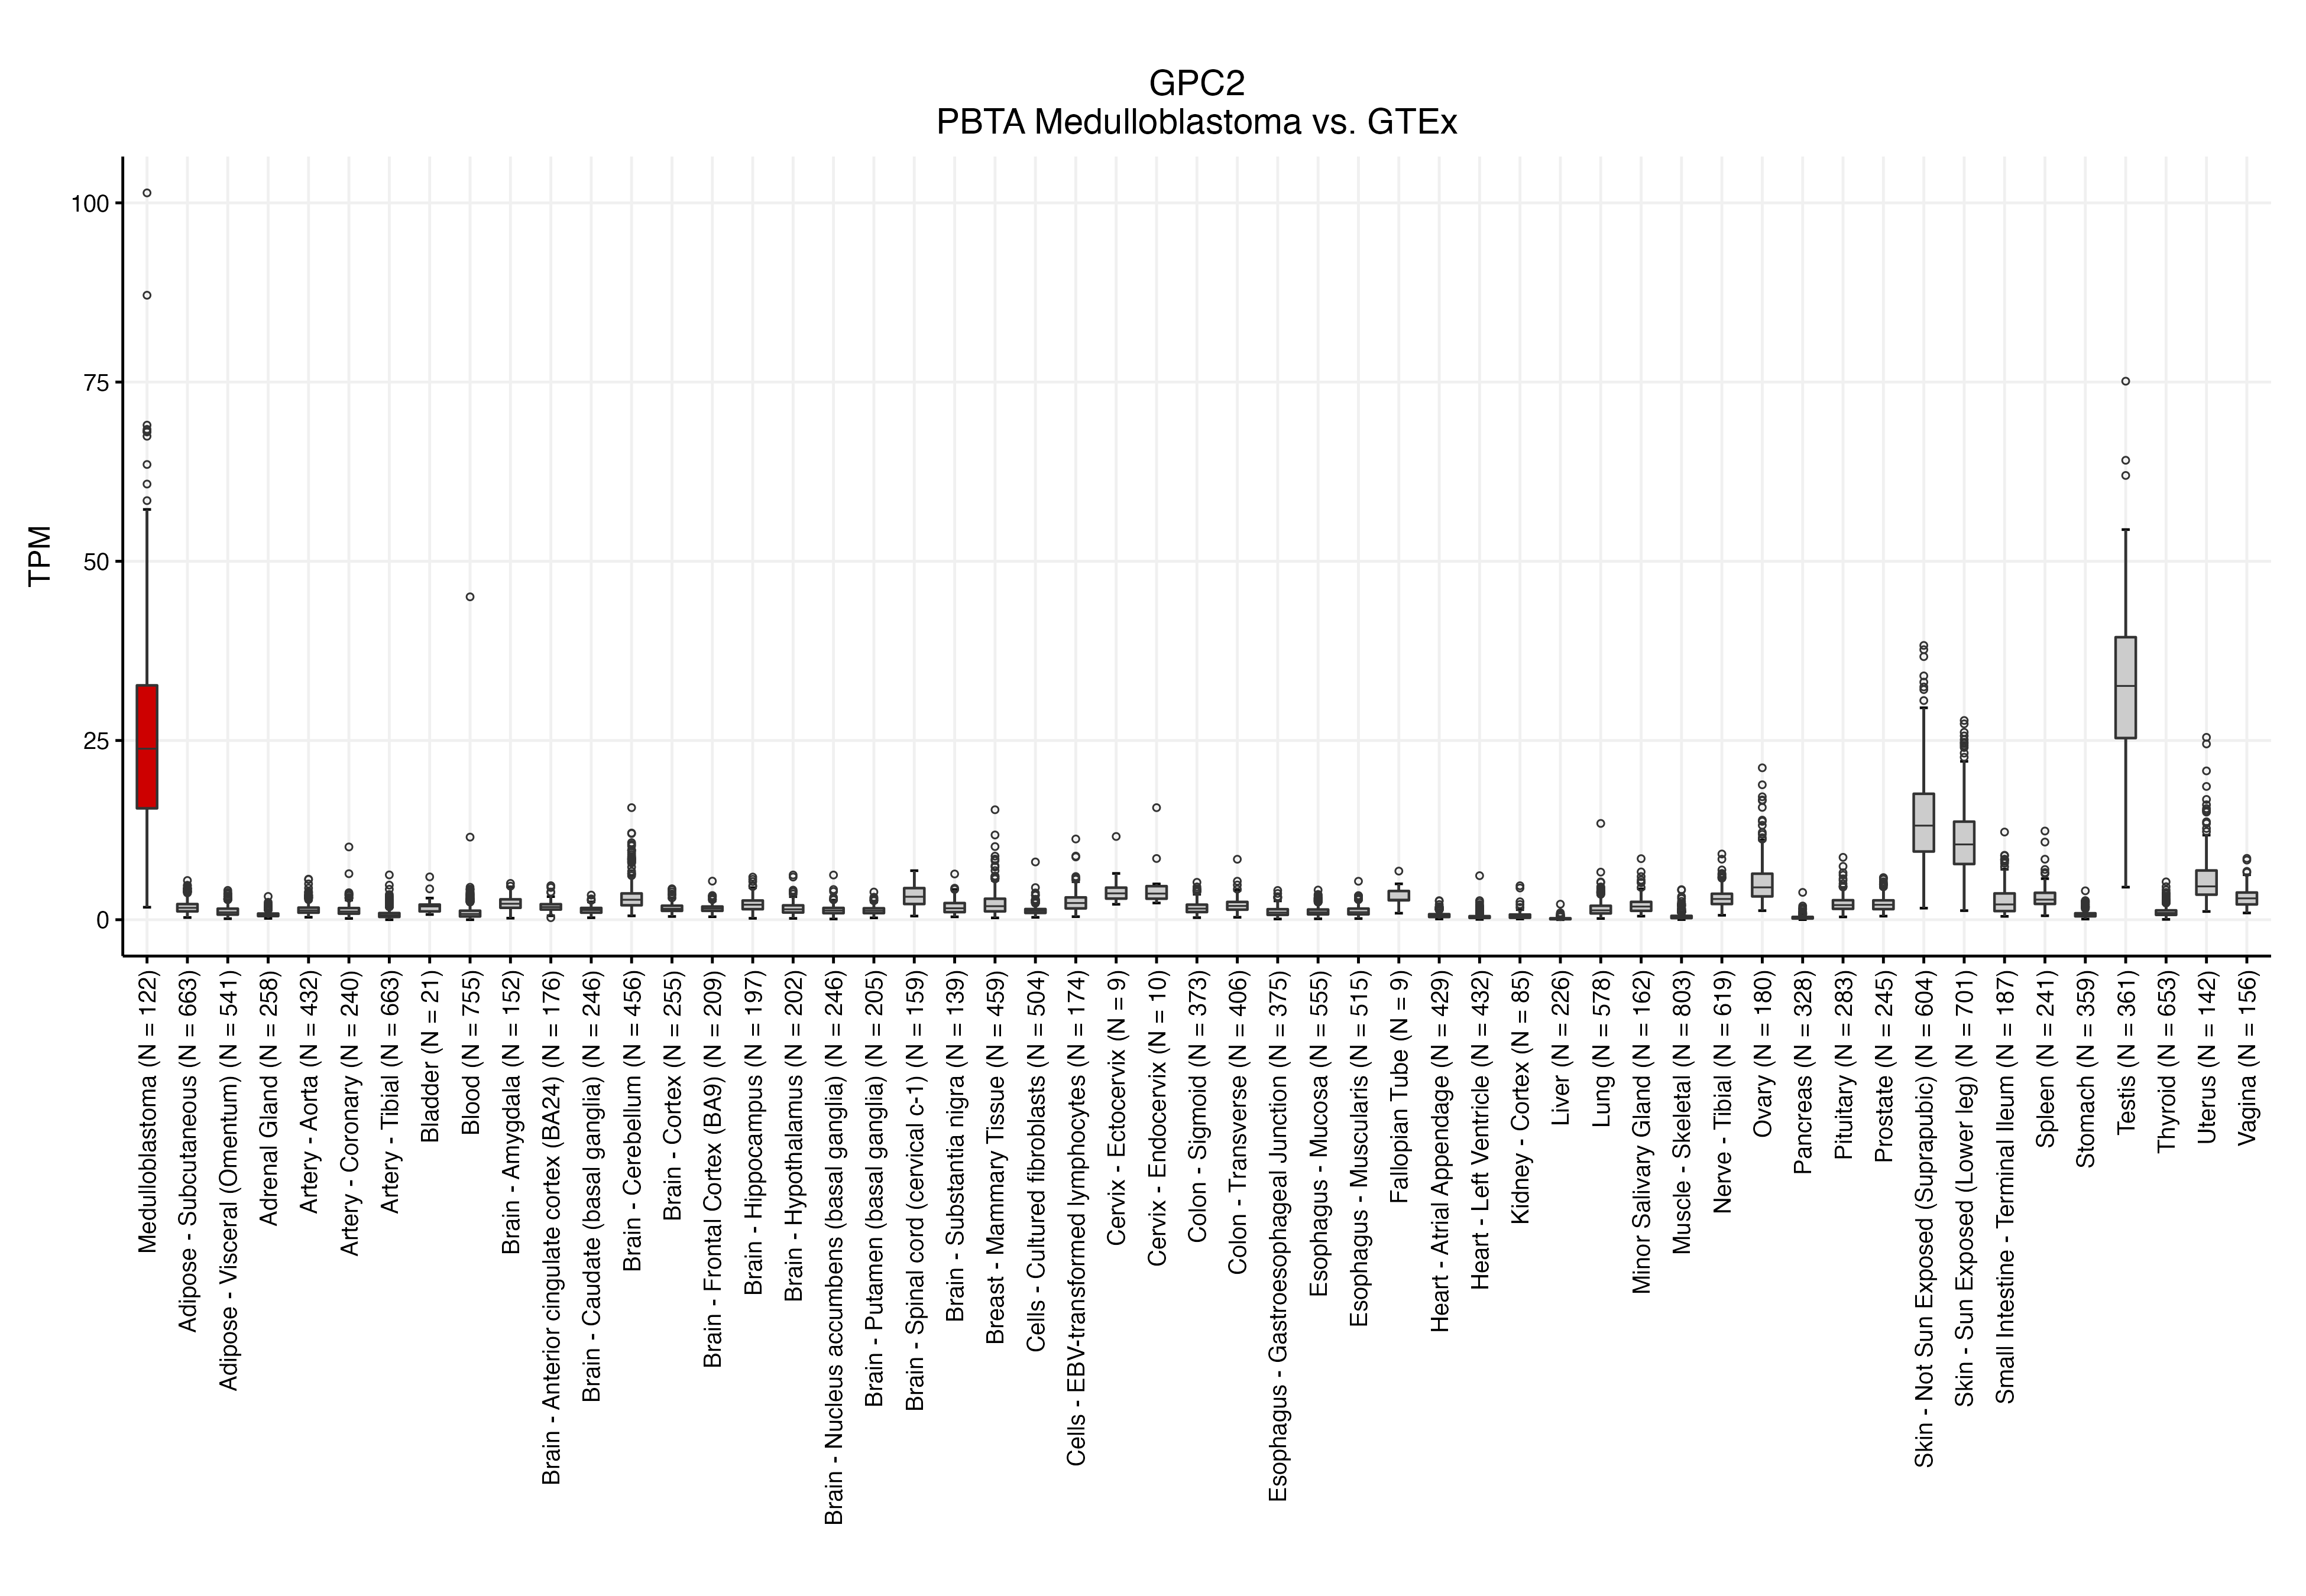 GPC2
PBTA Medulloblastoma vs. GTEx
TPM
100
75
50
25
0
Medulloblastoma (N = 122)
Adipose - Subcutaneous (N = 663)
Adipose - Visceral (Omentum) (N = 541)
Adrenal Gland (N = 258)
Artery - Aorta (N = 432)
Artery - Coronary (N = 240)
Artery - Tibial (N = 663)
Bladder (N = 21)
Blood (N = 755)
Brain - Amygdala (N = 152)
Brain - Anterior cingulate cortex (BA24) (N = 176)
Brain - Caudate (basal ganglia) (N = 246)
Brain - Cerebellum (N = 456)
Brain - Cortex (N = 255)
Brain - Frontal Cortex (BA9) (N = 209)
Brain - Hippocampus (N = 197)
Brain - Hypothalamus (N = 202)
Brain - Nucleus accumbens (basal ganglia) (N = 246)
Brain - Putamen (basal ganglia) (N = 205)
Brain - Spinal cord (cervical c-1) (N = 159)
Brain - Substantia nigra (N = 139)
Breast - Mammary Tissue (N = 459)
Cells - Cultured fibroblasts (N = 504)
Cells - EBV-transformed lymphocytes (N = 174)
Cervix - Ectocervix (N = 9)
Cervix - Endocervix (N = 10)
Colon - Sigmoid (N = 373)
Colon - Transverse (N = 406)
Esophagus - Gastroesophageal Junction (N = 375)
Esophagus - Mucosa (N = 555)
Esophagus - Muscularis (N = 515)
Fallopian Tube (N = 9)
Heart - Atrial Appendage (N = 429)
Heart - Left Ventricle (N = 432)
Kidney - Cortex (N = 85)
Liver (N = 226)
Lung (N = 578)
Minor Salivary Gland (N = 162)
Muscle - Skeletal (N = 803)
Nerve - Tibial (N = 619)
Ovary (N = 180)
Pancreas (N = 328)
Pituitary (N = 283)
Prostate (N = 245)
Skin - Not Sun Exposed (Suprapubic) (N = 604)
Skin - Sun Exposed (Lower leg) (N = 701)
Small Intestine - Terminal Ileum (N = 187)
Spleen (N = 241)
Stomach (N = 359)
Testis (N = 361)
Thyroid (N = 653)
Uterus (N = 142)
Vagina (N = 156)